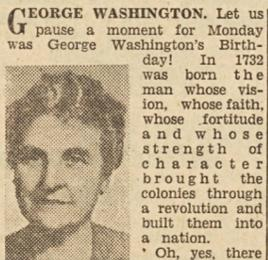 GEORGE WASHINGTON. Let us
pause a moment for Monday
was George Washington's Birth-
day! In 1732
was born the
man whose vis-
ion, whose faith,
whose fortitude
and whose
strength of
character
brought the
colonies through
a revolution and
built them into
a nation.
Oh, yes, there